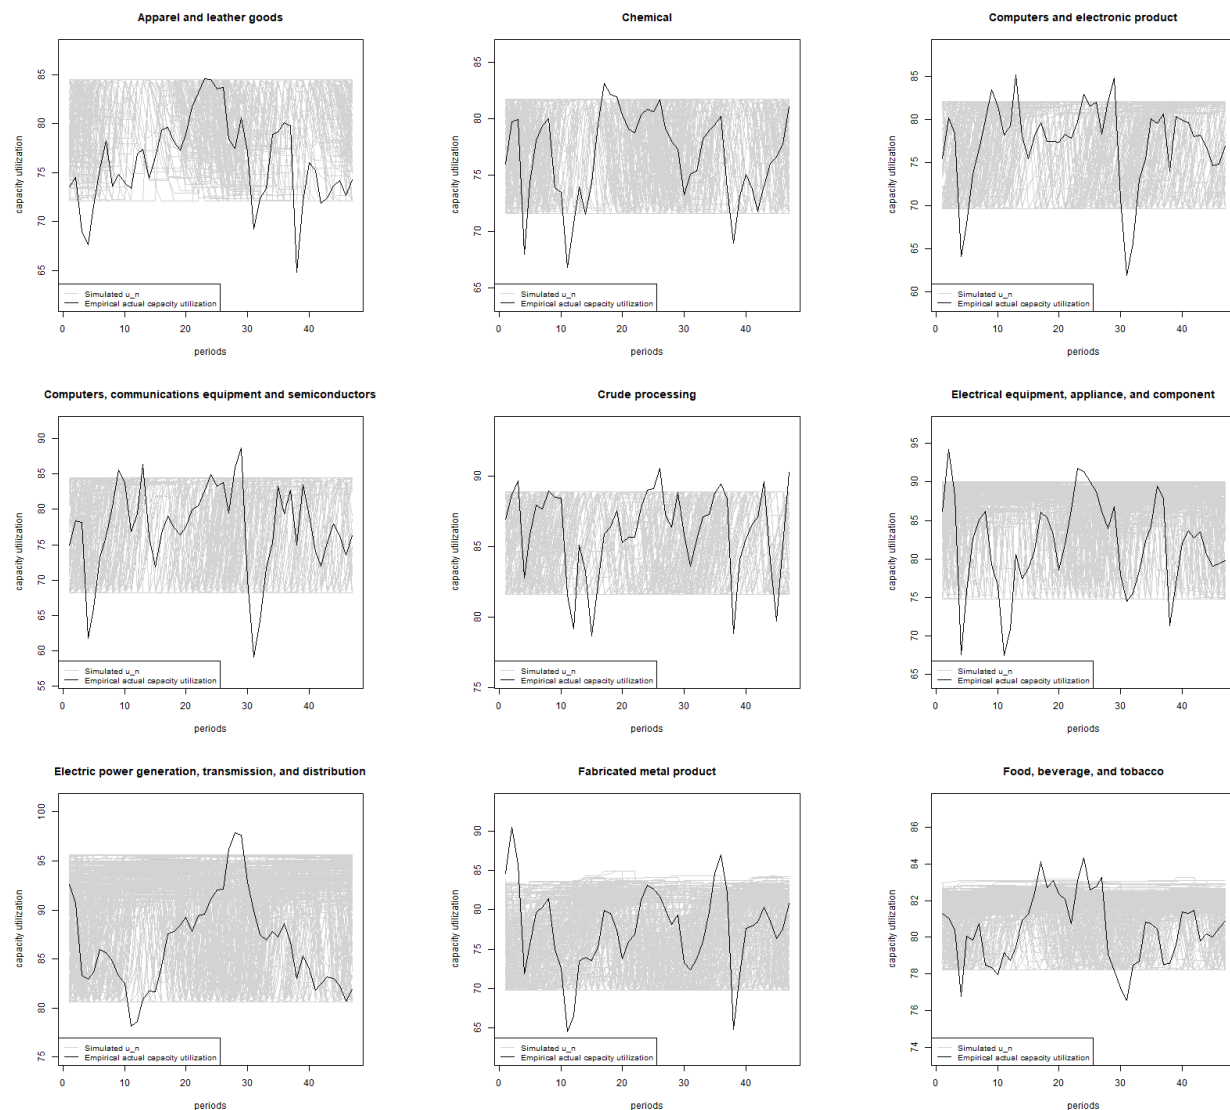 Apparel and leather goods
capacity utilization
85
80
75
70
65
Simulated u_n
Empirical actual capacity utilization
0 10 20 30 40
periods
Chemical
capacity utilization
85
80
75
70
65
Simulated u_n
Empirical actual capacity utilization
0 10 20 30 40
periods
Computers and electronic product
capacity utilization
85
80
75
70
65
60
Simulated u_n
Empirical actual capacity utilization
0 10 20 30 40
periods
Computers, communications equipment and semiconductors
capacity utilization
90
85
80
75
70
65
60
55
Simulated u_n
Empirical actual capacity utilization
0 10 20 30 40
periods
Crude processing
capacity utilization
90
85
80
75
Simulated u_n
Empirical actual capacity utilization
0 10 20 30 40
periods
Electrical equipment, appliance, and component
capacity utilization
95
90
85
80
75
70
65
Simulated u_n
Empirical actual capacity utilization
0 10 20 30 40
periods
Electric power generation, transmission, and distribution
capacity utilization
100
95
90
85
80
75
Simulated u_n
Empirical actual capacity utilization
0 10 20 30 40
periods
Fabricated metal product
capacity utilization
90
85
80
75
70
65
Simulated u_n
Empirical actual capacity utilization
0 10 20 30 40
periods
Food, beverage, and tobacco
capacity utilization
86
84
82
80
78
76
74
Simulated u_n
Empirical actual capacity utilization
0 10 20 30 40
periods